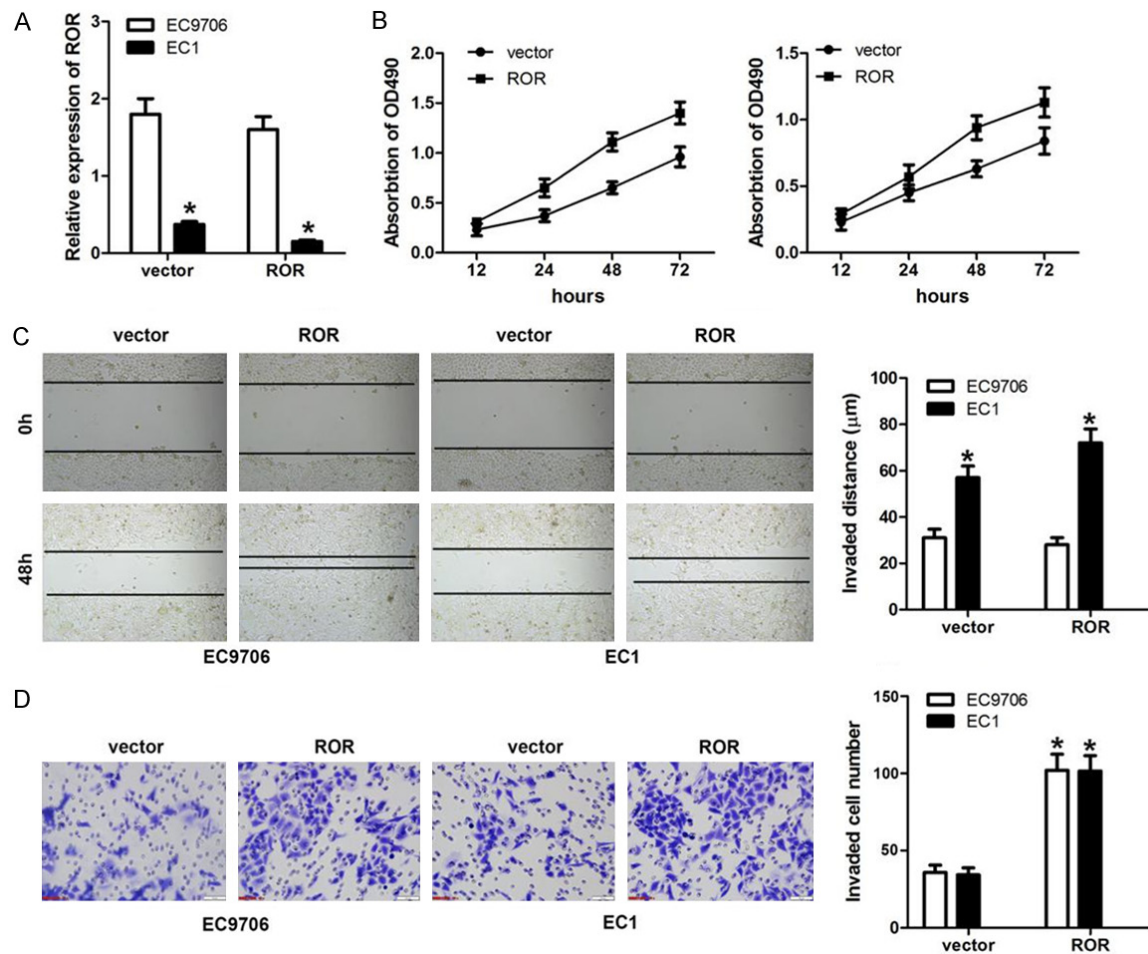 A
Relative expression of ROR
3
2
1
0
EC9706
EC1
*
*
vector
ROR
B
Absorbtion of OD490
2.0
1.5
1.0
0.5
0.0
vector
ROR
12
24
48
72
hours
Absorbtion of OD490
1.5
1.0
0.5
0.0
vector
ROR
12
24
48
72
hours
C
vector
ROR
vector
ROR
0h
48h
EC9706
EC1
Invaded distance (μm)
100
80
60
40
20
0
EC9706
EC1
*
*
vector
ROR
D
vector
ROR
vector
ROR
EC9706
EC1
Invaded cell number
150
100
50
0
EC9706
EC1
*
*
vector
ROR